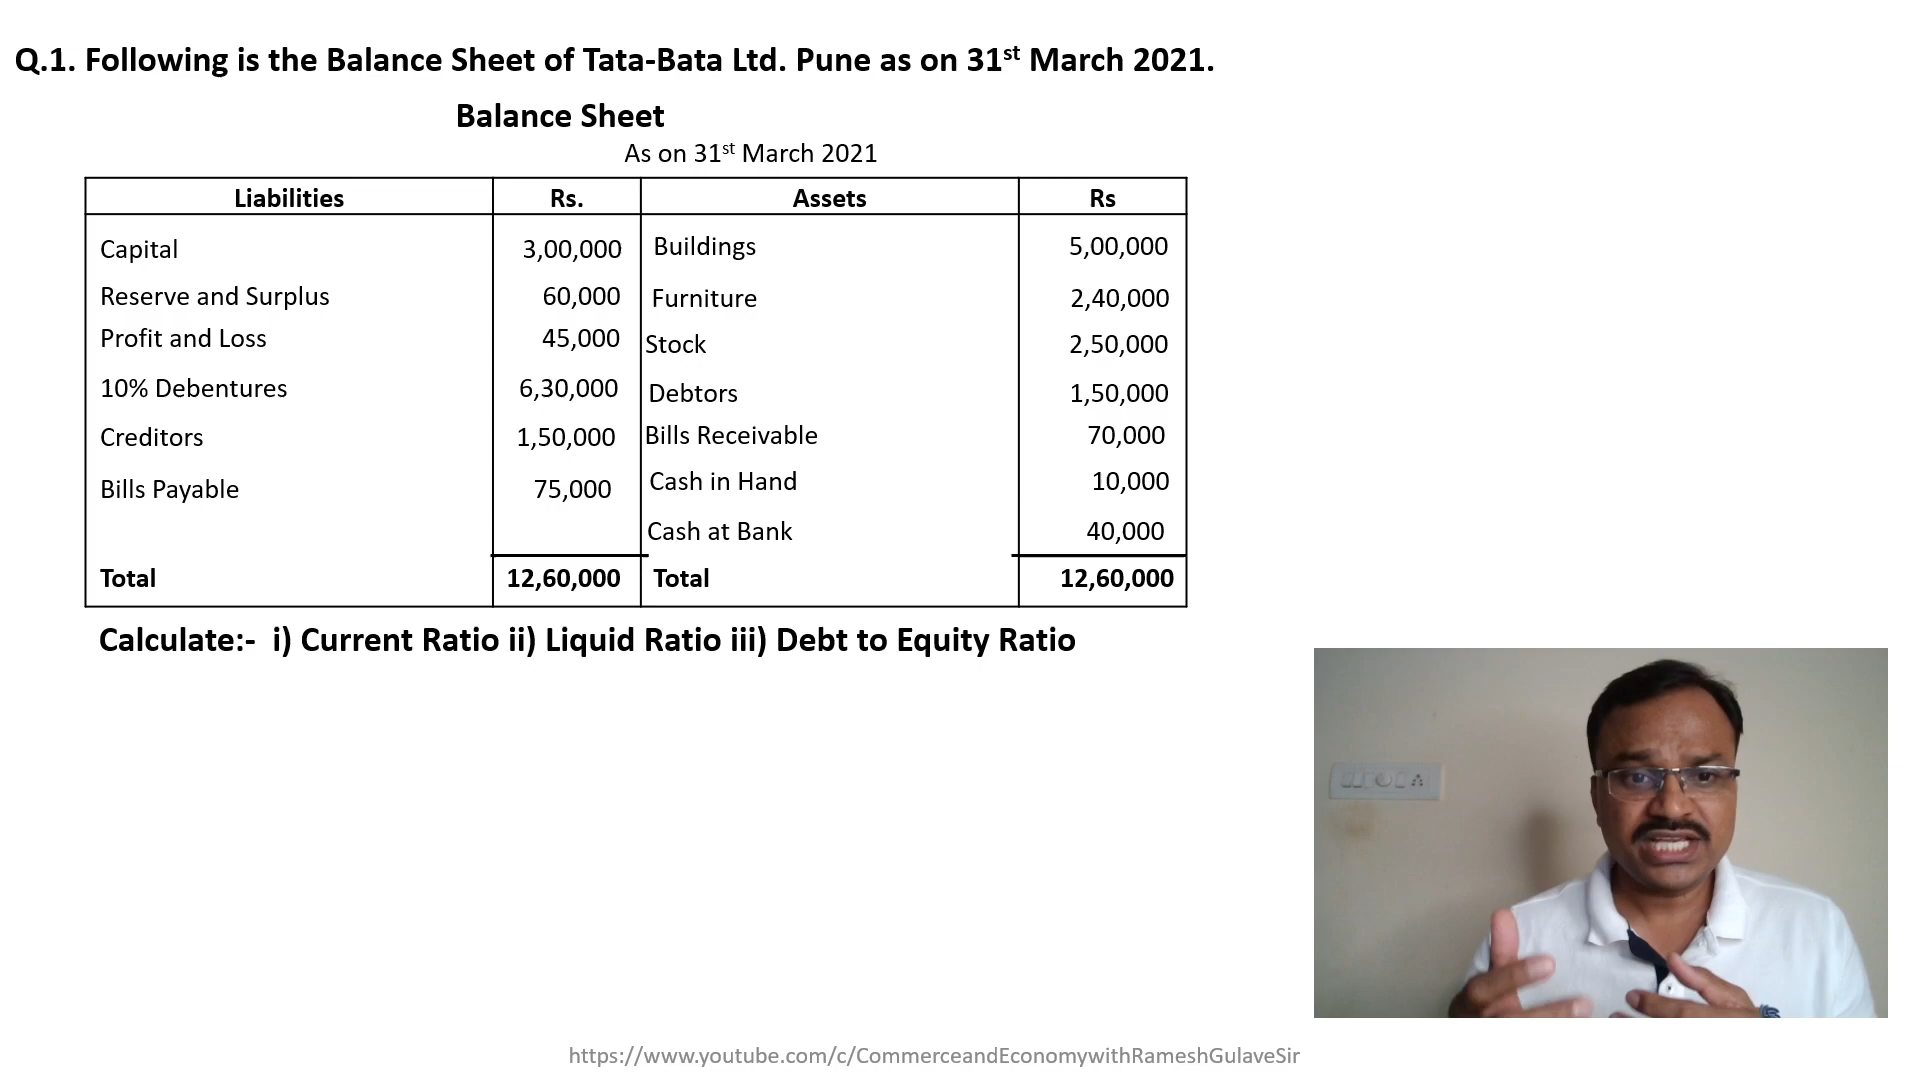 Q.1. Following is the Balance Sheet of Tata-Bata Ltd. Pune as on 31st March 2021.
Balance Sheet
As on 31st March 2021
Liabilities Rs. Assets Rs
Capital 3,00,000 Buildings 5,00,000
Reserve and Surplus 60,000 Furniture 2,40,000
Profit and Loss 45,000 Stock 2,50,000
10% Debentures 6,30,000 Debtors 1,50,000
Creditors 1,50,000 Bills Receivable 70,000
Bills Payable 75,000 Cash in Hand 10,000
Cash at Bank 40,000
Total 12,60,000 Total 12,60,000
Calculate:- i) Current Ratio ii) Liquid Ratio iii) Debt to Equity Ratio
https://www.youtube.com/c/CommerceandEconomywithRameshGulaveSir